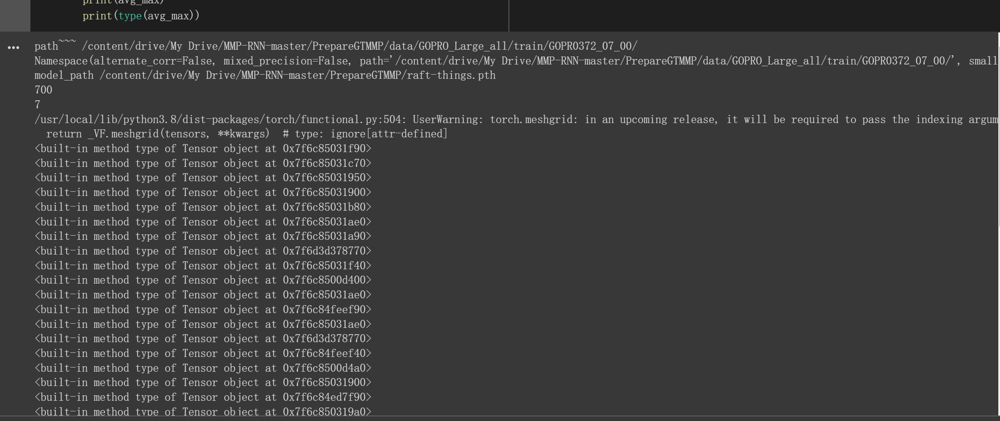 print(avg_max)
print(type(avg_max))
path~~~ /content/drive/My Drive/MMP-RNN-master/PrepareGTMMP/data/GOPRO_Large_all/train/GOPR0372_07_00/
Namespace(alternate_corr=False, mixed_precision=False, path='/content/drive/My Drive/MMP-RNN-master/PrepareGTMMP/data/GOPRO_Large_all/train/GOPR0372_07_00/', small
model_path /content/drive/My Drive/MMP-RNN-master/PrepareGTMMP/raft-things.pth
700
7
/usr/local/lib/python3.8/dist-packages/torch/functional.py:504: UserWarning: torch.meshgrid: in an upcoming release, it will be required to pass the indexing argum
  return _VF.meshgrid(tensors, **kwargs)  # type: ignore[attr-defined]
<built-in method type of Tensor object at 0x7f6c85031f90>
<built-in method type of Tensor object at 0x7f6c85031c70>
<built-in method type of Tensor object at 0x7f6c85031950>
<built-in method type of Tensor object at 0x7f6c85031900>
<built-in method type of Tensor object at 0x7f6c85031b80>
<built-in method type of Tensor object at 0x7f6c85031ae0>
<built-in method type of Tensor object at 0x7f6c85031a90>
<built-in method type of Tensor object at 0x7f6d3d378770>
<built-in method type of Tensor object at 0x7f6c85031f40>
<built-in method type of Tensor object at 0x7f6c8500d400>
<built-in method type of Tensor object at 0x7f6c85031ae0>
<built-in method type of Tensor object at 0x7f6c84feef90>
<built-in method type of Tensor object at 0x7f6c85031ae0>
<built-in method type of Tensor object at 0x7f6d3d378770>
<built-in method type of Tensor object at 0x7f6c84feef40>
<built-in method type of Tensor object at 0x7f6c8500d4a0>
<built-in method type of Tensor object at 0x7f6c85031900>
<built-in method type of Tensor object at 0x7f6c84ed7f90>
<built-in method type of Tensor object at 0x7f6c850319a0>